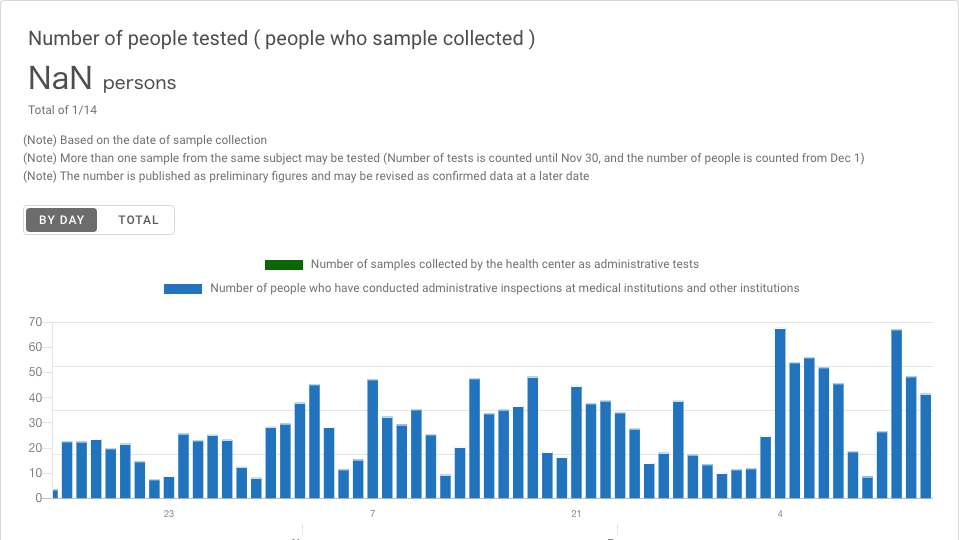 Number of people tested ( people who sample collected )
NaN persons
Total of 1/14
(Note) Based on the date of sample collection
(Note) More than one sample from the same subject may be tested (Number of tests is counted until Nov 30, and the number of people is counted from Dec 1)
(Note) The number is published as preliminary figures and may be revised as confirmed data at a later date
BY DAY TOTAL
Number of samples collected by the health center as administrative tests
Number of people who have conducted administrative inspections at medical institutions and other institutions
70
60
50
40
30
20
10
0
23 7 21 4